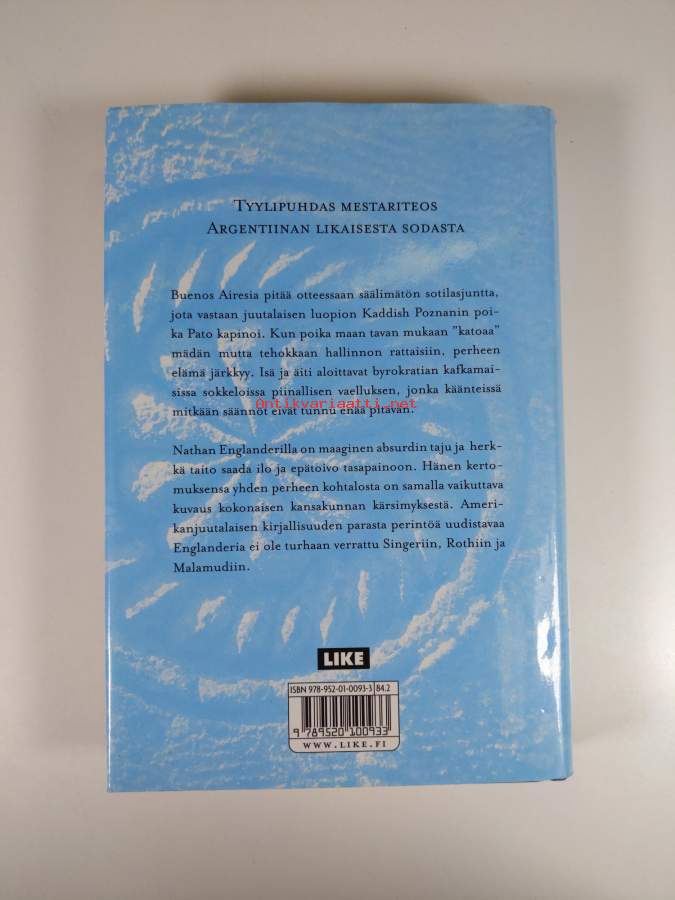 Tyylipuhdas mestariteos
Argentiinan likaisesta sodasta
Buenos Airesia pitää otteessaan säälimätön sotilasjuntta,
jota vastaan juutalaisen luopion Kaddish Poznanin poi-
ka Pato kapinoi. Kun poika maan tavan mukaan ”katoaa”
mädän mutta tehokkaan hallinnon rattaisiin, perheen
elämä järkkyy. Isä ja äiti aloittavat byrokratian kafkamai-
sissa sokkeloissa piinallisen vaelluksen, jonka käänteissä
Antikvariaatti.net
mitkään säännöt eivät tunnu enää pitävän.
Nathan Englanderilla on maaginen absurdin taju ja herk-
kä taito saada ilo ja epätoivo tasapainoon. Hänen kerto-
muksensa yhden perheen kohtalosta on samalla vaikuttava
kuvaus kokonaisen kansakunnan kärsimyksestä. Ameri-
kanjuutalaisen kirjallisuuden parasta perintöä uudistavaa
Englanderia ei ole turhaan verrattu Singeriin, Rothiin ja
Malamudiin.
LIKE
ISBN 978-952-01-0093-3 84.2
9 789520 100933
WWW.LIKE.FI